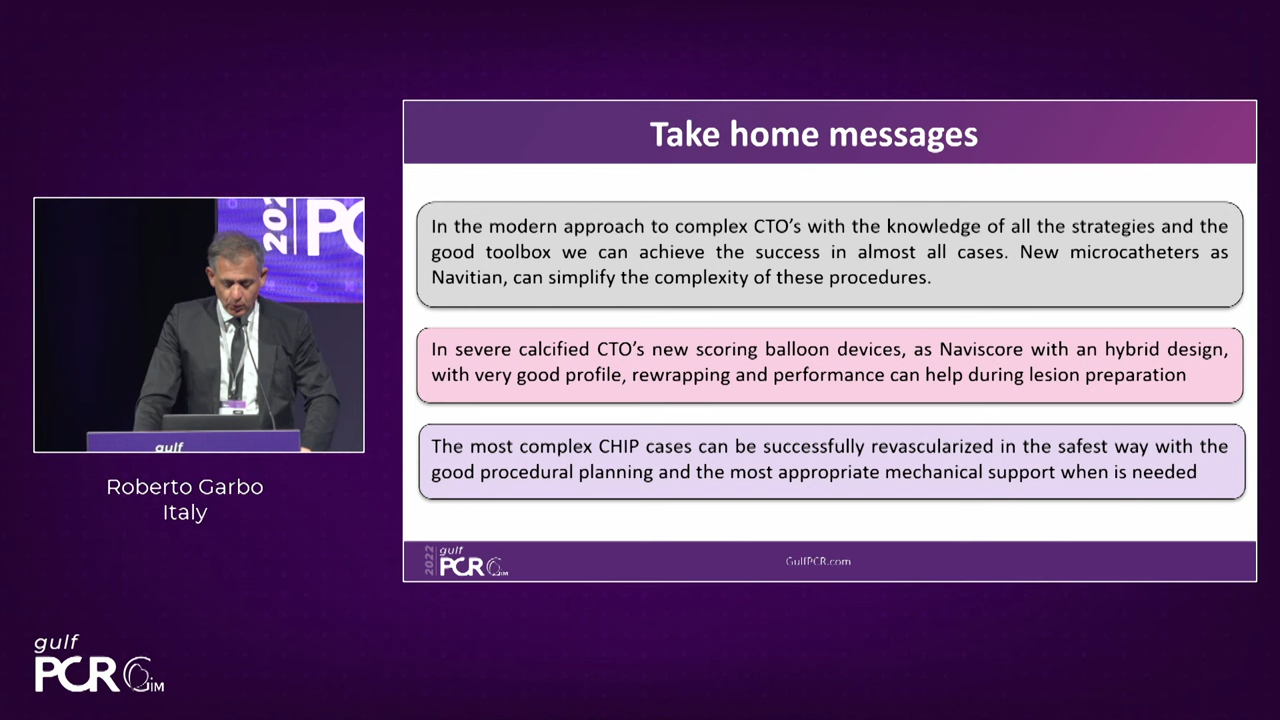 Take home messages
In the modern approach to complex CTO's with the knowledge of all the strategies and the
good toolbox we can achieve the success in almost all cases. New microcatheters as
Navitian, can simplify the complexity of these procedures.
In severe calcified CTO's new scoring balloon devices, as Naviscore with an hybrid design,
with very good profile, rewrapping and performance can help during lesion preparation
The most complex CHIP cases can be successfully revascularized in the safest way with the
good procedural planning and the most appropriate mechanical support when is needed
2022 gulf
PCR GIM
GulfPCR.com
202
PC
gulf
Roberto Garbo
Italy
gulf
PCR GIM